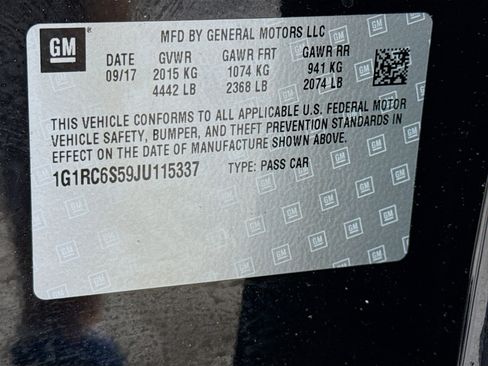 GM
MFD BY GENERAL MOTORS LLC
DATE GVWR GAWR FRT GAWR RR
09/17 2015 KG 1074 KG 941 KG
4442 LB 2368 LB 2074 LB
THIS VEHICLE CONFORMS TO ALL APPLICABLE U.S. FEDERAL MOTOR
VEHICLE SAFETY, BUMPER, AND THEFT PREVENTION STANDARDS IN
EFFECT ON THE DATE OF MANUFACTURE SHOWN ABOVE.
1G1RC6S59JU115337 TYPE: PASS CAR